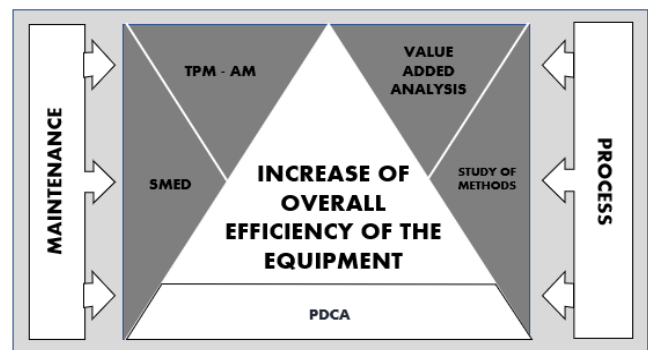 MAINTENANCE
TPM - AM
VALUE
ADDED
ANALYSIS
SMED
STUDY OF
METHODS
INCREASE OF
OVERALL
EFFICIENCY OF THE
EQUIPMENT
PDCA
PROCESS